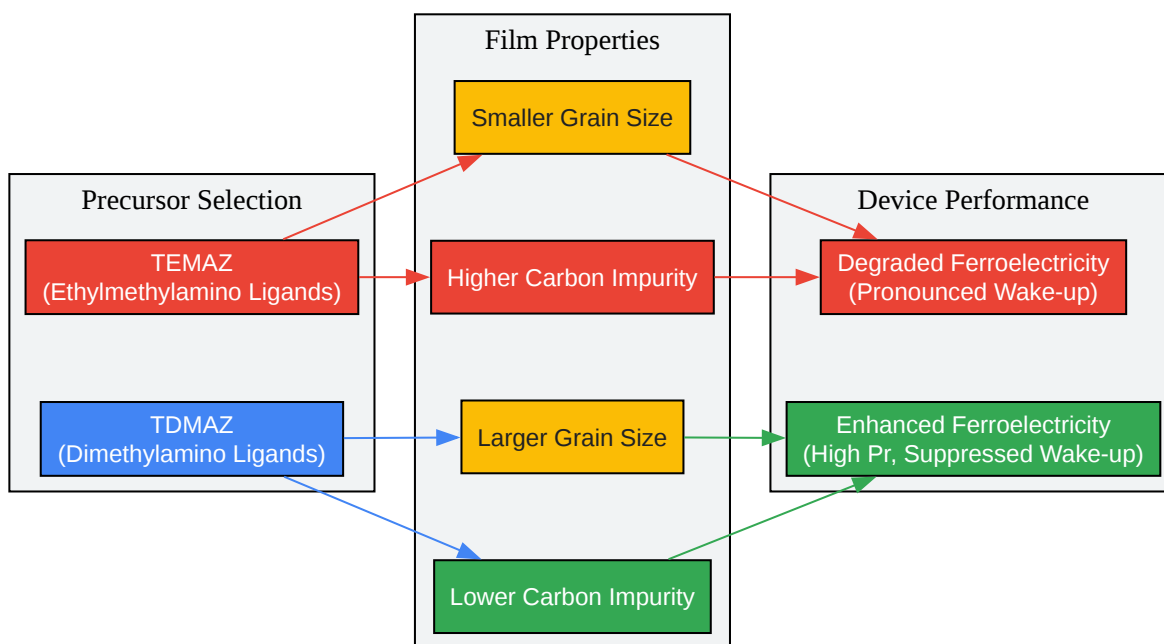 Precursor Selection
TEMAZ
(Ethylmethylamino Ligands)
TDMAZ
(Dimethylamino Ligands)
Film Properties
Smaller Grain Size
Higher Carbon Impurity
Larger Grain Size
Lower Carbon Impurity
Device Performance
Degraded Ferroelectricity
(Pronounced Wake-up)
Enhanced Ferroelectricity
(High Pr, Suppressed Wake-up)